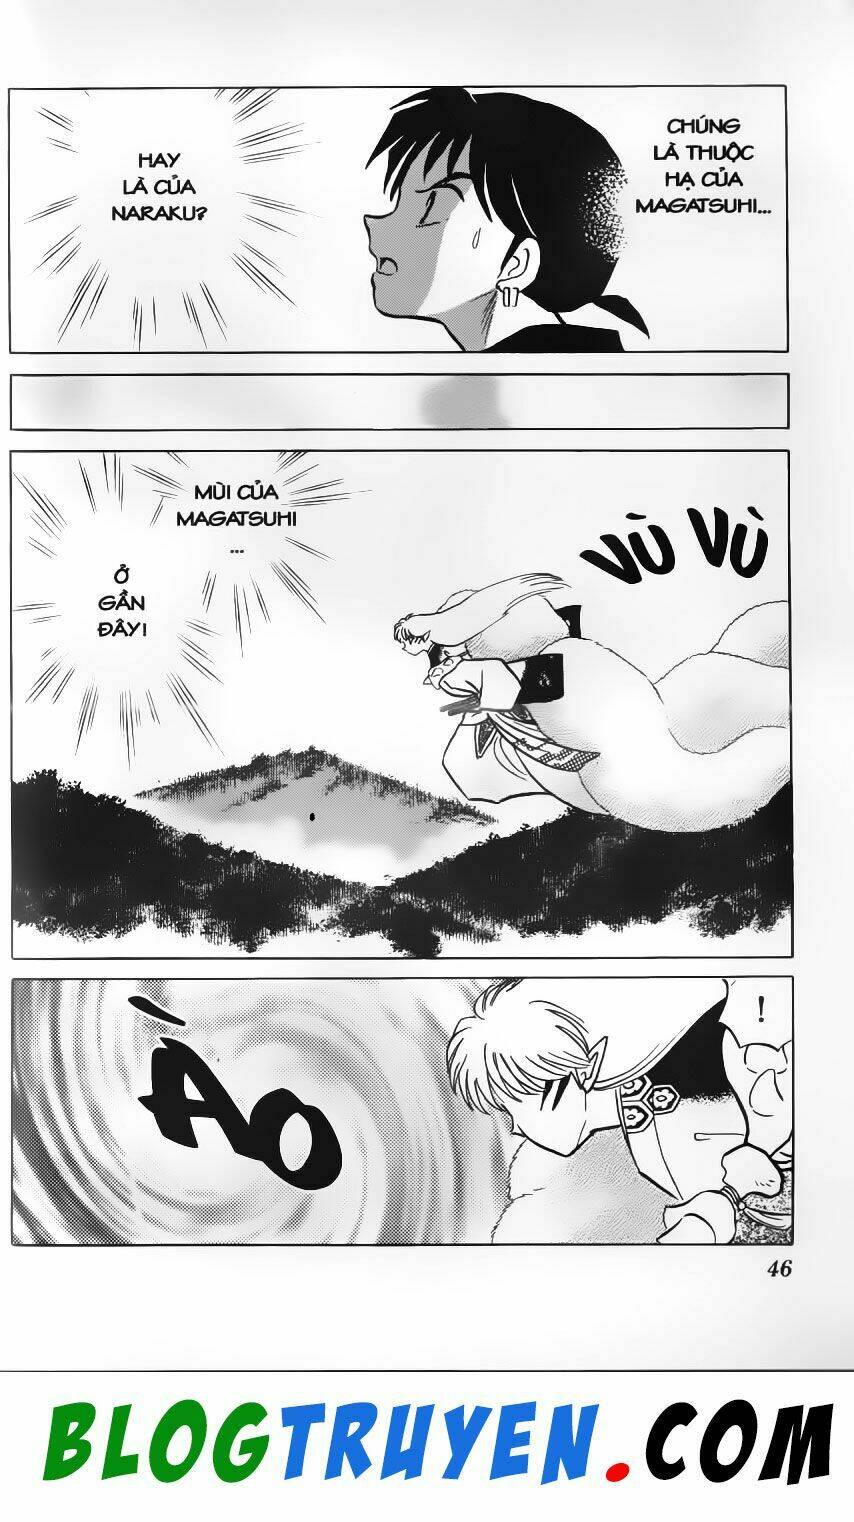 CHÚNG
LÀ THUỘC
HẠ CỦA
MAGATSUHI...
HAY
LÀ CỦA
NARAKU?
VÙ VÙ
MÙI CỦA
MAGATSUHI
...
Ở
GẦN
ĐÂY!
!
ÀO
46
BLOGTRUYEN.COM